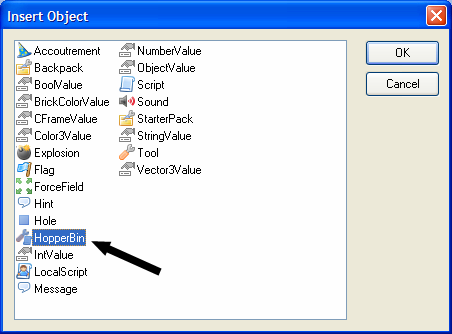 Insert Object
Accoutrement
Backpack
BoolValue
BrickColorValue
CFrameValue
Color3Value
Explosion
Flag
ForceField
Hint
Hole
HopperBin
IntValue
LocalScript
Message
NumberValue
ObjectValue
Script
Sound
StarterPack
StringValue
Tool
Vector3Value
OK
Cancel